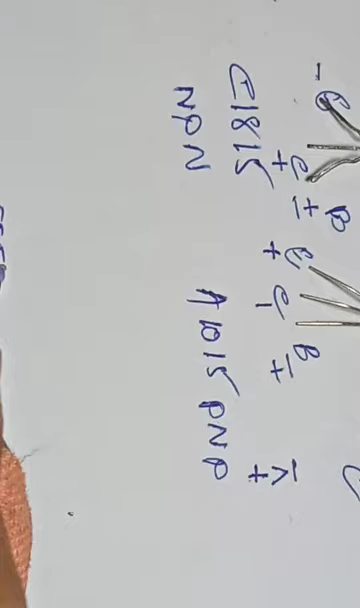 - e
c +
B ±
C1815
NPN
e +
c -
B ±
A1015 PNP